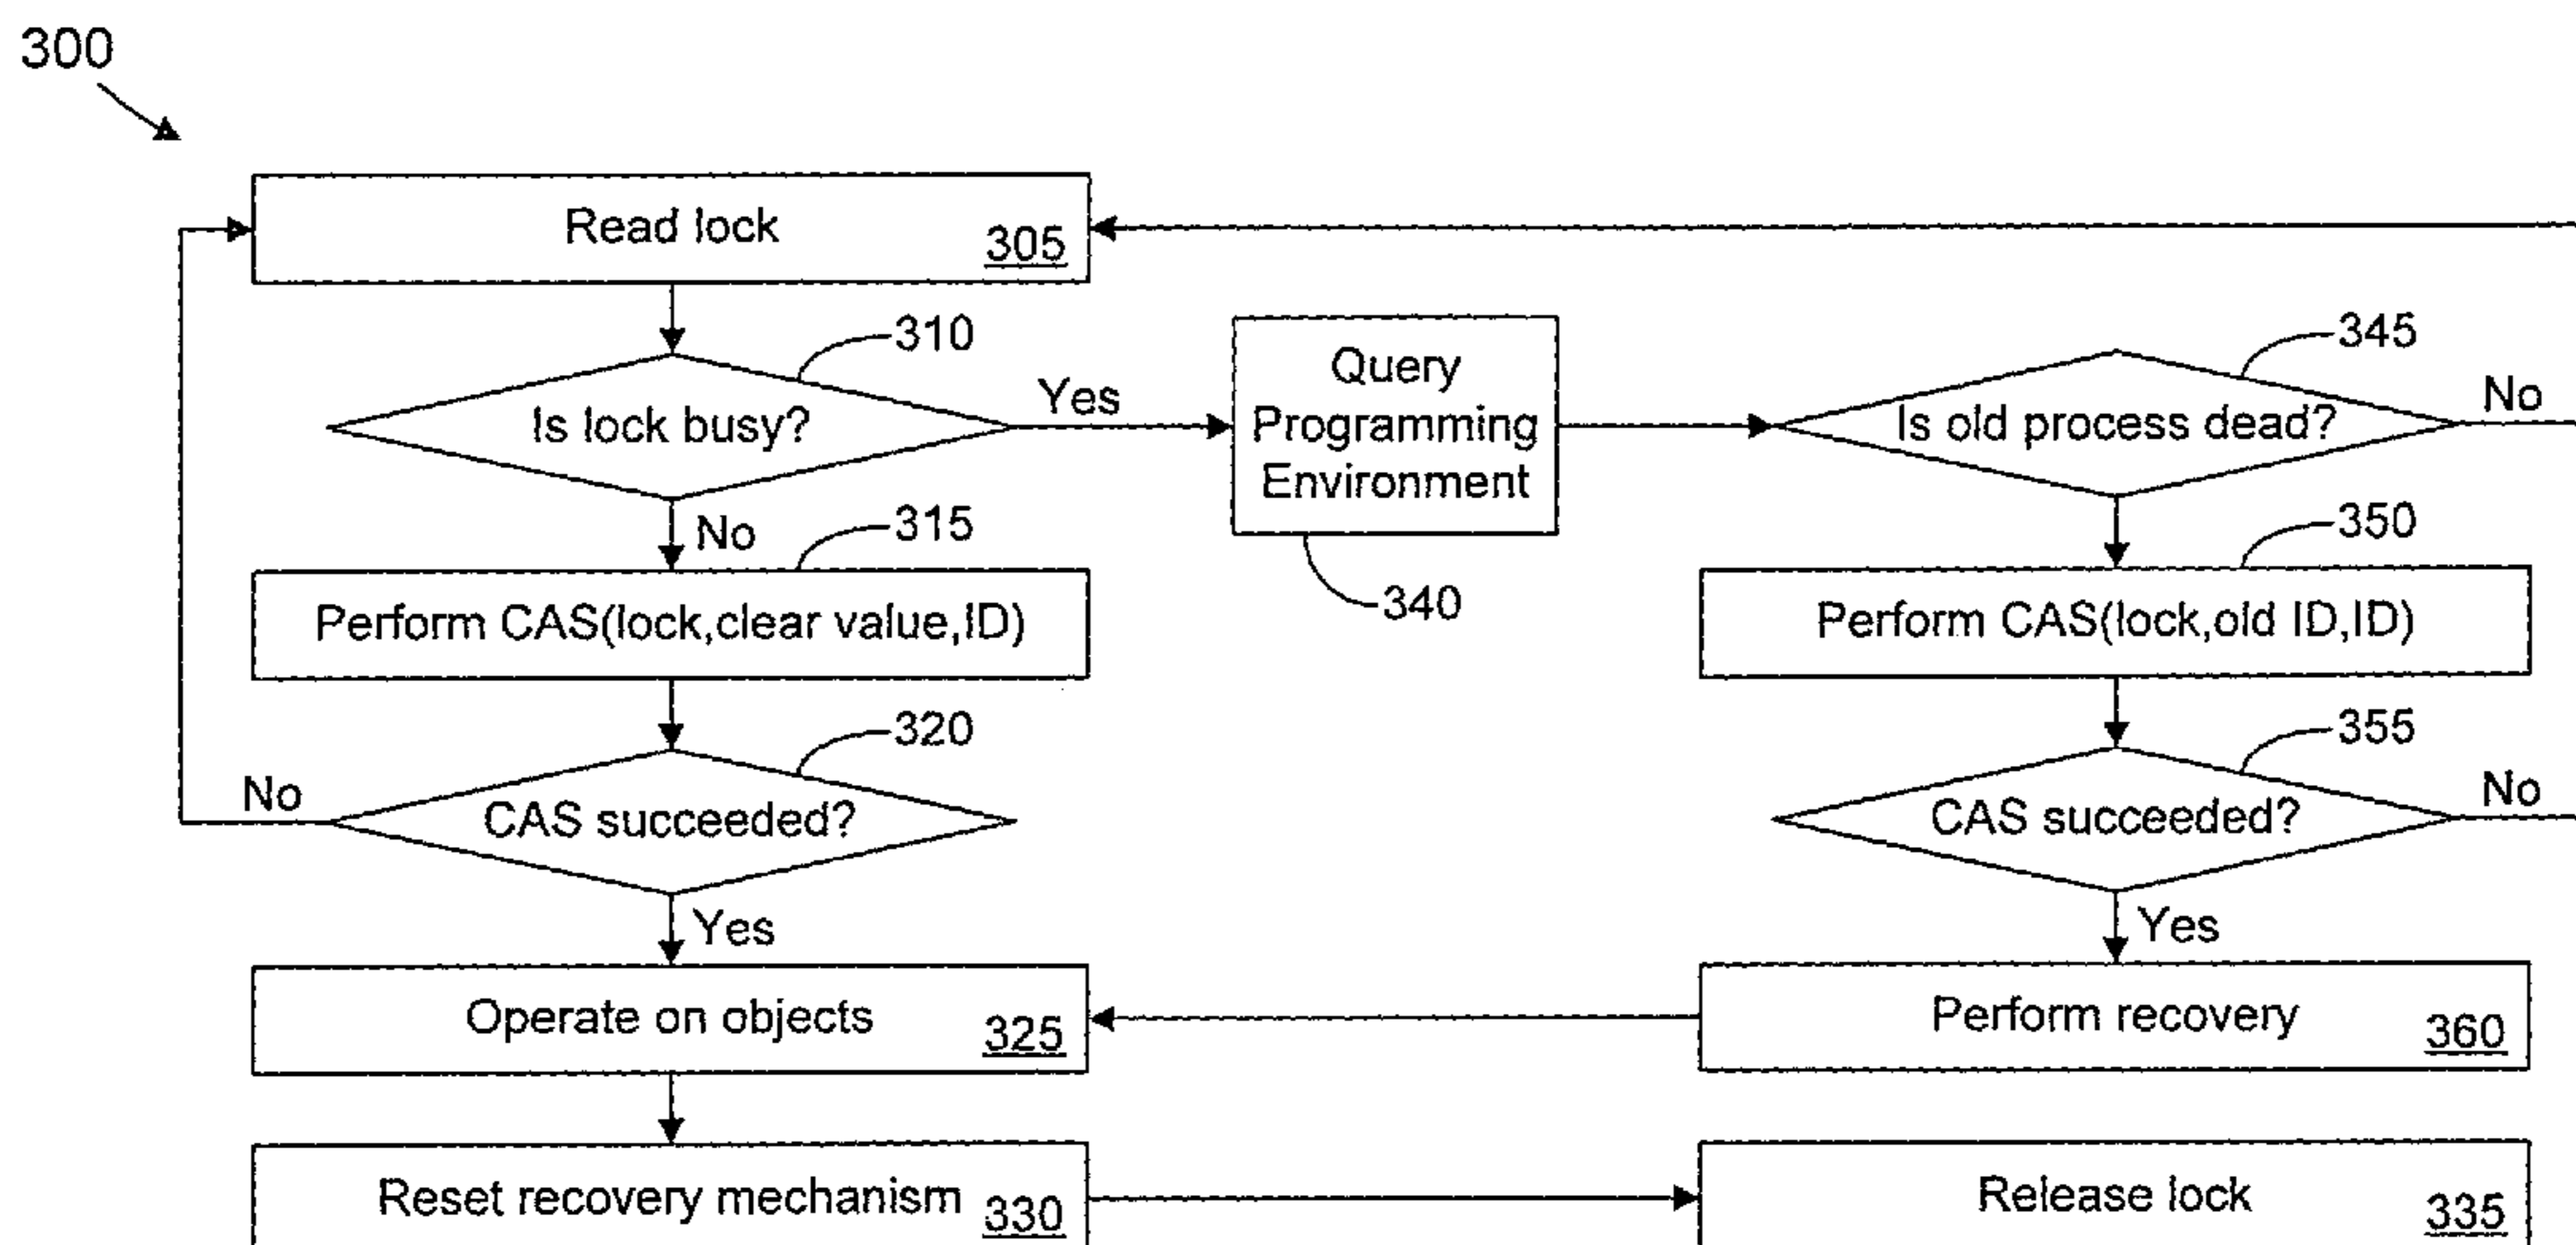 300
Read lock
305
310
Is lock busy?
Yes
No
Query
Programming
Environment
340
345
Is old process dead?
No
315
Perform CAS(lock,clear value,ID)
350
Perform CAS(lock,old ID,ID)
320
CAS succeeded?
No
Yes
355
CAS succeeded?
No
Yes
Operate on objects
325
Perform recovery
360
Reset recovery mechanism
330
Release lock
335